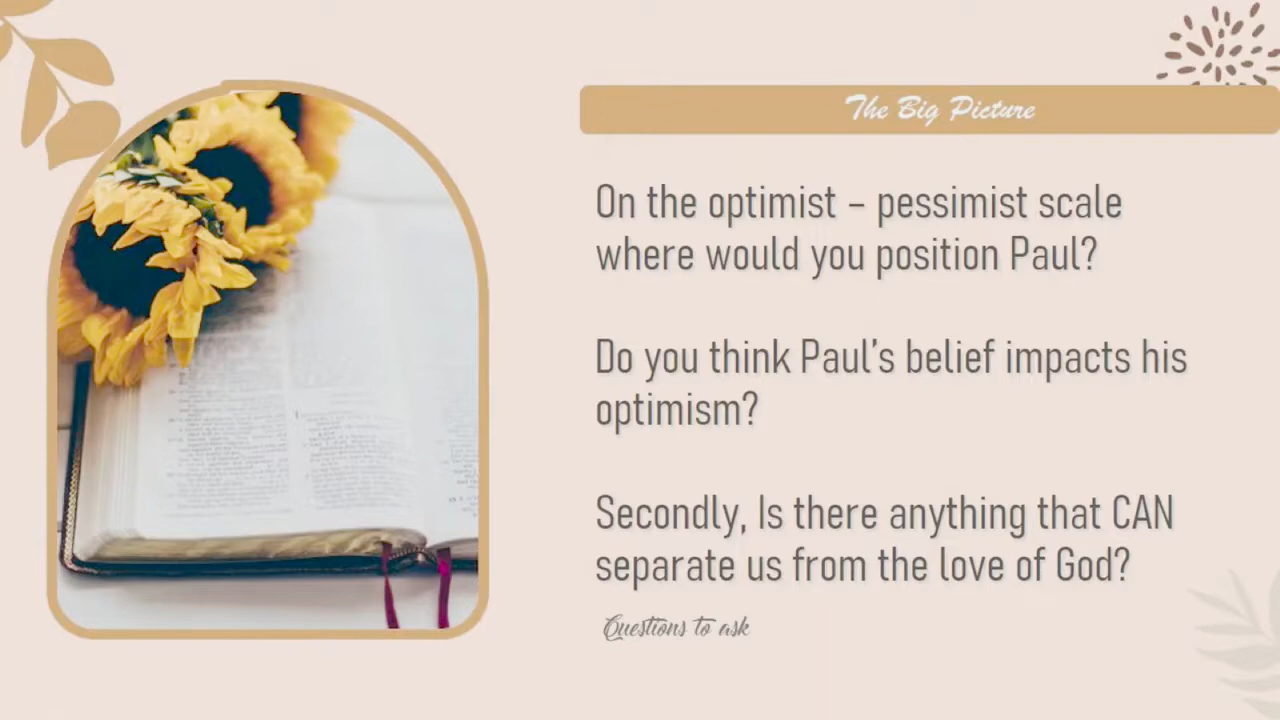 The Big Picture
On the optimist – pessimist scale
where would you position Paul?
Do you think Paul's belief impacts his
optimism?
Secondly, Is there anything that CAN
separate us from the love of God?
Questions to ask